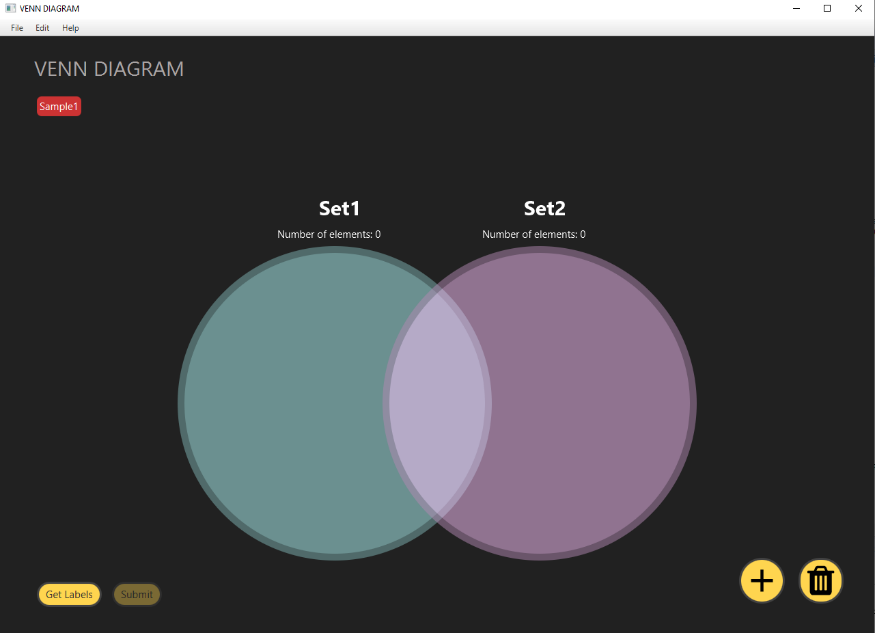 VENN DIAGRAM
File Edit Help
VENN DIAGRAM
Sample1
Set1 Set2
Number of elements: 0 Number of elements: 0
Get Labels Submit